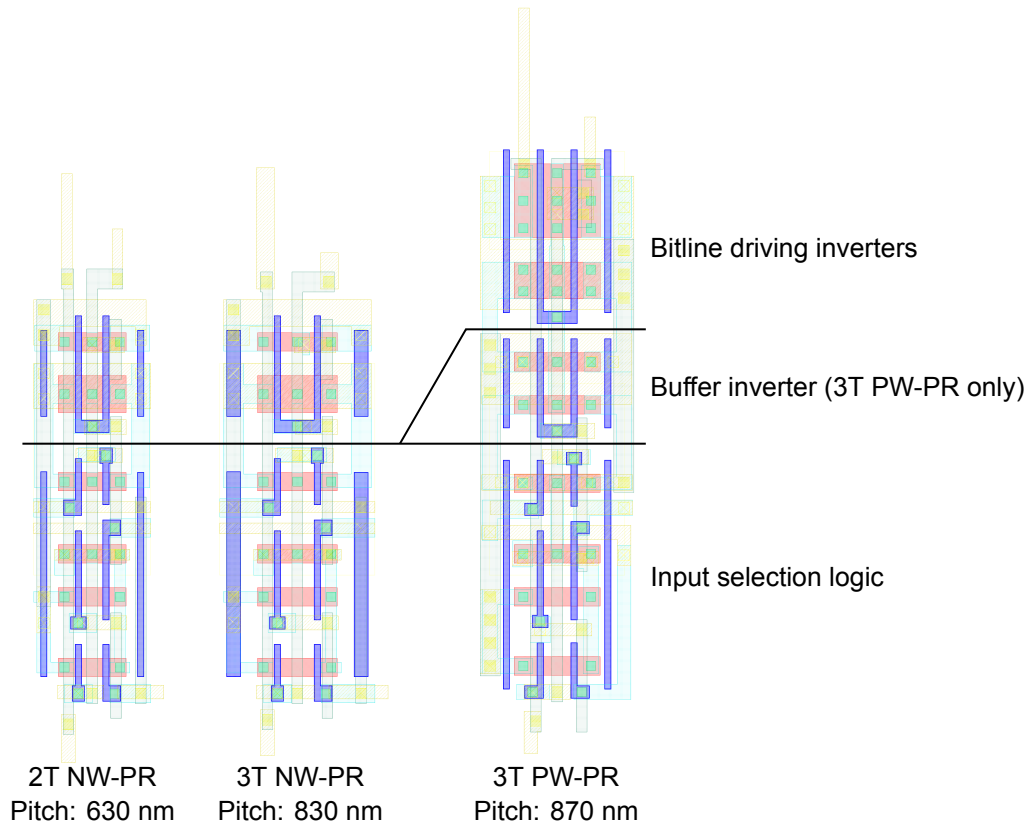 Bitline driving inverters
Buffer inverter (3T PW-PR only)
Input selection logic
2T NW-PR
Pitch: 630 nm
3T NW-PR
Pitch: 830 nm
3T PW-PR
Pitch: 870 nm